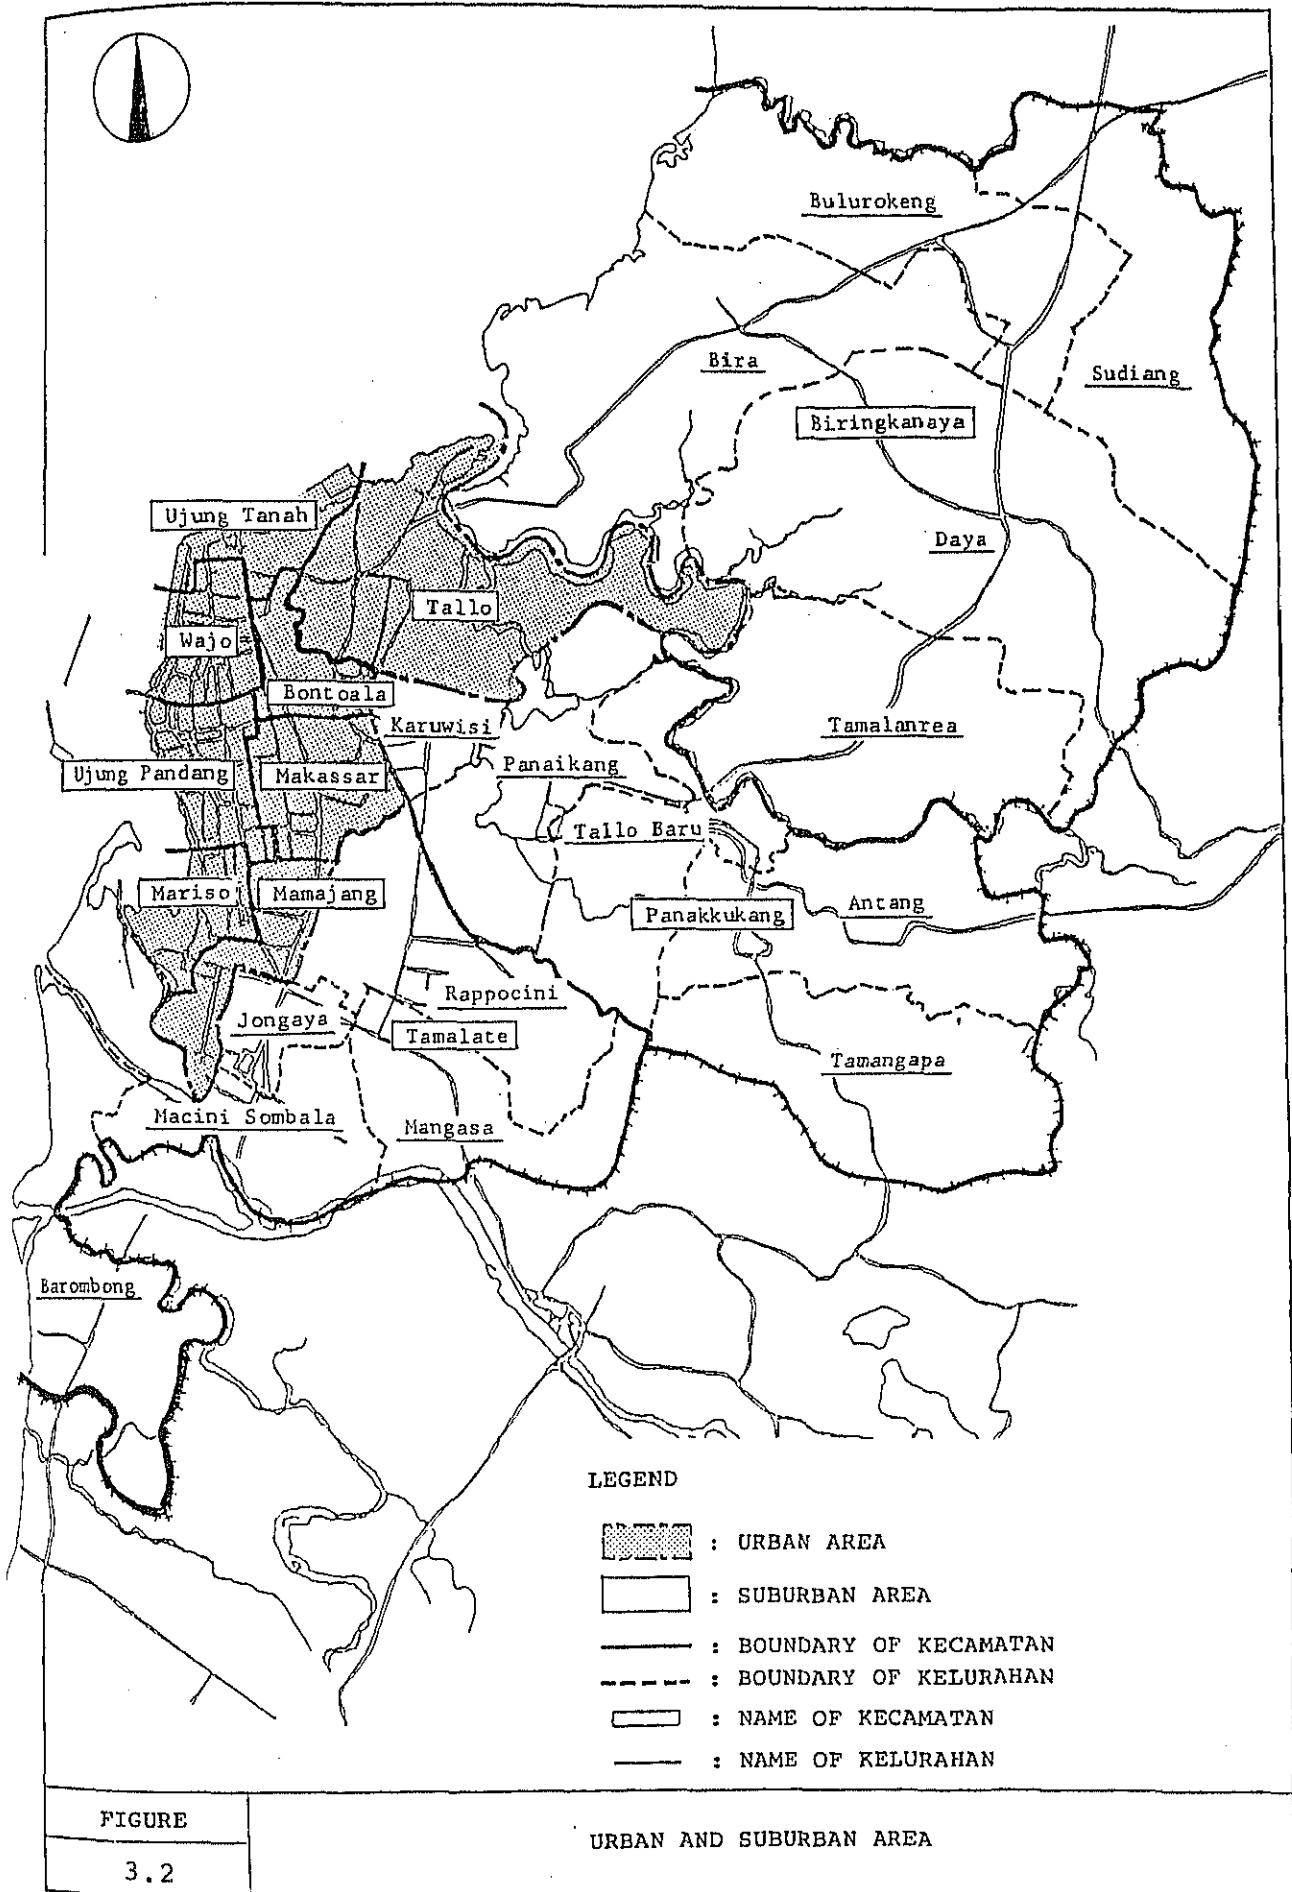 Bulurokeng
Bira
Sudiang
Biringkanaya
Ujung Tanah
Daya
Tallo
Wajo
Bontoala
Karuwisi
Tamalanrea
Ujung Pandang
Makassar
Panaikang
Tallo Baru
Mariso
Mamajang
Panakkukang
Antang
Rappocini
Jongaya
Tamalate
Tamangapa
Macini Sombala
Mangasa
Barombong
LEGEND
: URBAN AREA
: SUBURBAN AREA
: BOUNDARY OF KECAMATAN
: BOUNDARY OF KELURAHAN
: NAME OF KECAMATAN
: NAME OF KELURAHAN
FIGURE
3.2
URBAN AND SUBURBAN AREA